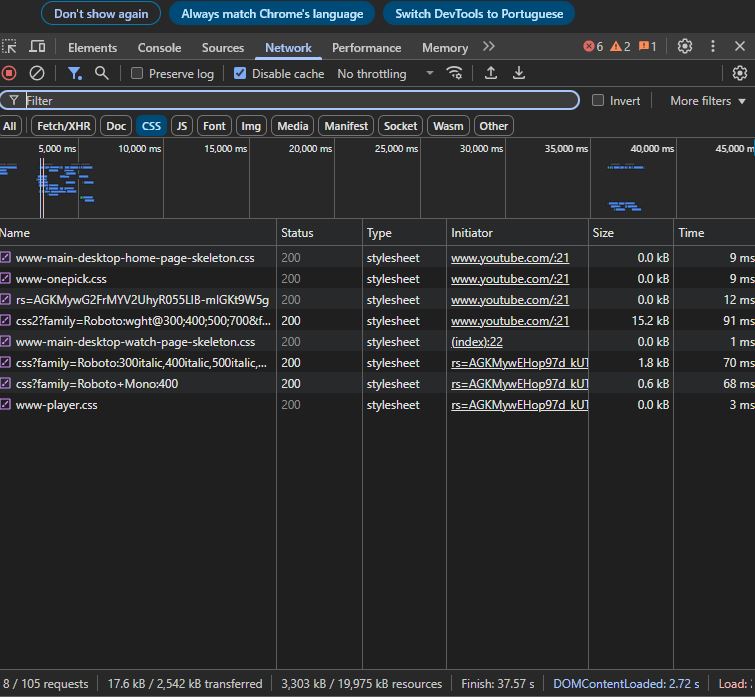 Don't show again Always match Chrome's language Switch DevTools to Portuguese
Elements Console Sources Network Performance Memory 6 2 1
Preserve log Disable cache No throttling
Filter Invert More filters
All Fetch/XHR Doc CSS JS Font Img Media Manifest Socket Wasm Other
5,000 ms 10,000 ms 15,000 ms 20,000 ms 25,000 ms 30,000 ms 35,000 ms 40,000 ms 45,000 m
Name Status Type Initiator Size Time
www-main-desktop-home-page-skeleton.css 200 stylesheet www.youtube.com/:21 0.0 kB 9 ms
www-onepick.css 200 stylesheet www.youtube.com/:21 0.0 kB 9 ms
rs=AGKMywG2FrMYV2UhyR055LIB-mIGKt9W5g 200 stylesheet www.youtube.com/:21 0.0 kB 12 ms
css2?family=Roboto:wght@300;400;500;700&f... 200 stylesheet www.youtube.com/:21 15.2 kB 91 ms
www-main-desktop-watch-page-skeleton.css 200 stylesheet (index):22 0.0 kB 1 ms
css?family=Roboto:300italic,400italic,500italic,... 200 stylesheet rs=AGKMywEHop97d_kUT 1.8 kB 70 ms
css?family=Roboto+Mono:400 200 stylesheet rs=AGKMywEHop97d_kUT 0.6 kB 68 ms
www-player.css 200 stylesheet rs=AGKMywEHop97d_kUT 0.0 kB 3 ms
8 / 105 requests 17.6 kB / 2,542 kB transferred 3,303 kB / 19,975 kB resources Finish: 37.57 s DOMContentLoaded: 2.72 s Load: